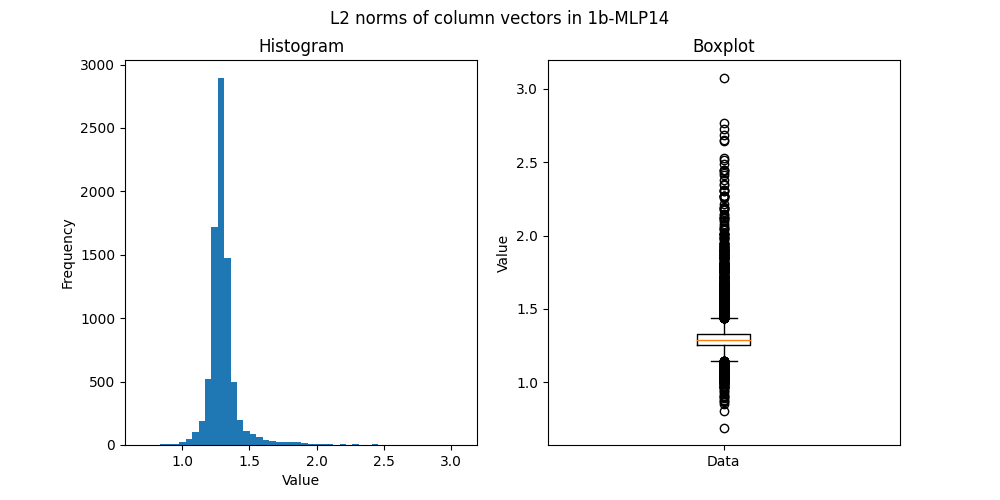 L2 norms of column vectors in 1b-MLP14
Histogram
Frequency
3000
2500
2000
1500
1000
500
0
1.0 1.5 2.0 2.5 3.0
Value
Boxplot
Value
3.0
2.5
2.0
1.5
1.0
Data